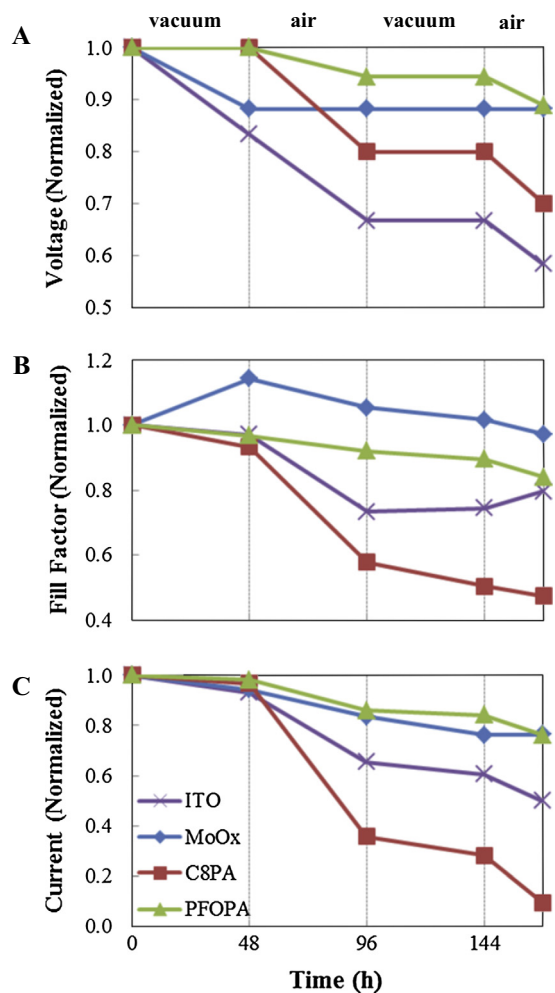 vacuum air vacuum air
A
Voltage (Normalized)
1.0
0.9
0.8
0.7
0.6
0.5
B
Fill Factor (Normalized)
1.2
1.0
0.8
0.6
0.4
C
Current (Normalized)
1.0
0.8
0.6
0.4
0.2
0.0
ITO
MoOx
C8PA
PFOPA
0 48 96 144
Time (h)